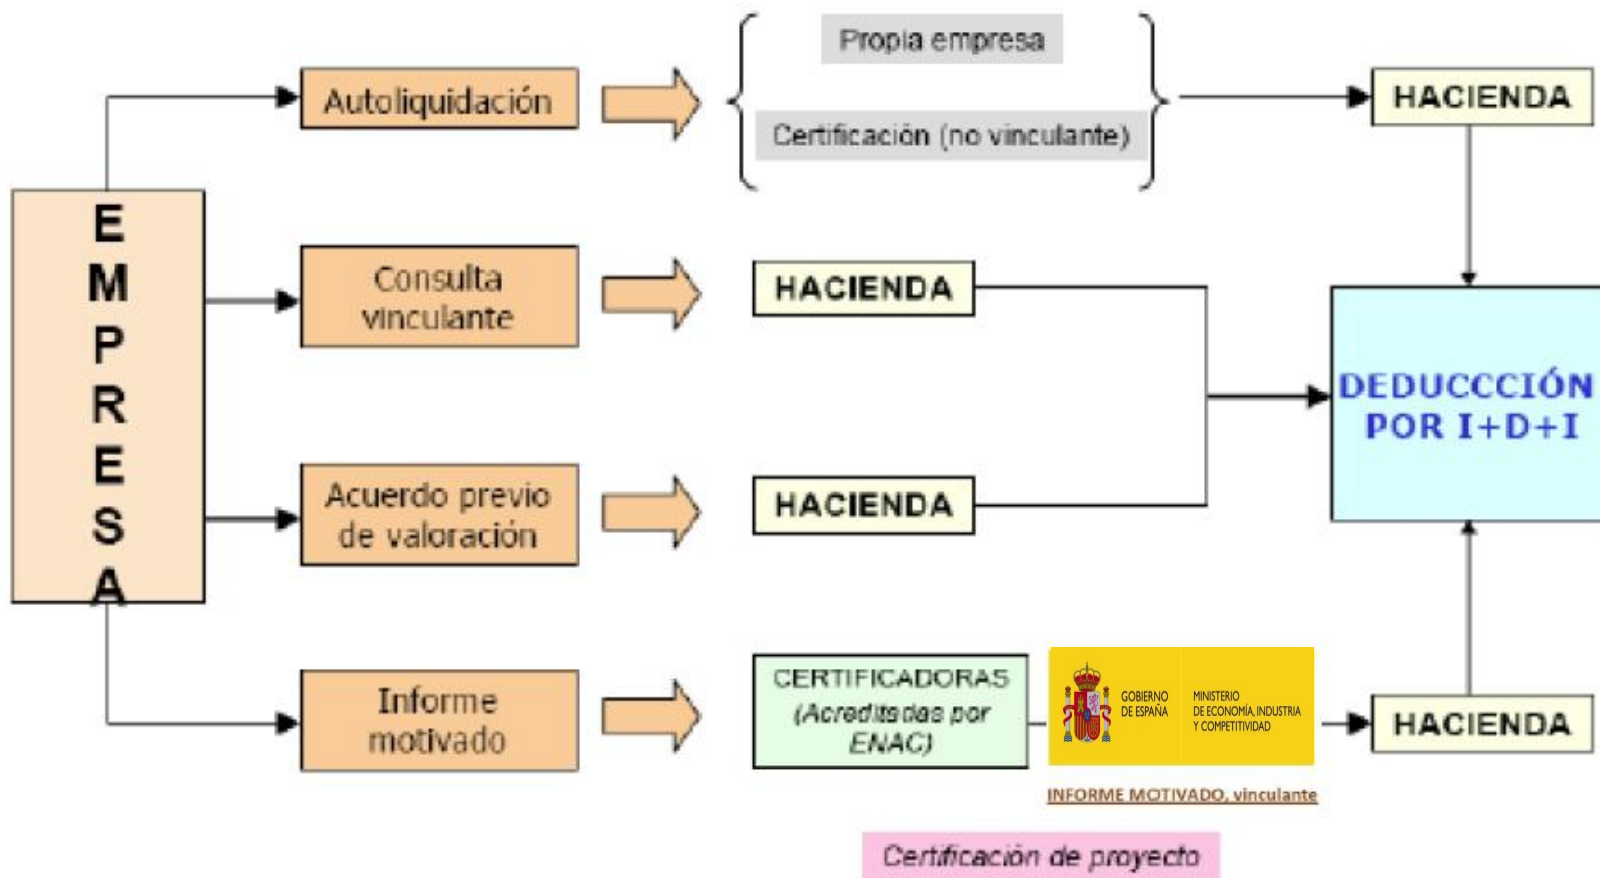 EMPRESA
Autoliquidación
Propia empresa
Certificación (no vinculante)
HACIENDA
Consulta
vinculante
HACIENDA
Acuerdo previo
de valoración
HACIENDA
DEDUCCCIÓN
POR I+D+I
Informe
motivado
CERTIFICADORAS
(Acreditadas por
ENAC)
GOBIERNO
DE ESPAÑA
MINISTERIO
DE ECONOMÍA, INDUSTRIA
Y COMPETITIVIDAD
INFORME MOTIVADO, vinculante
HACIENDA
Certificación de proyecto